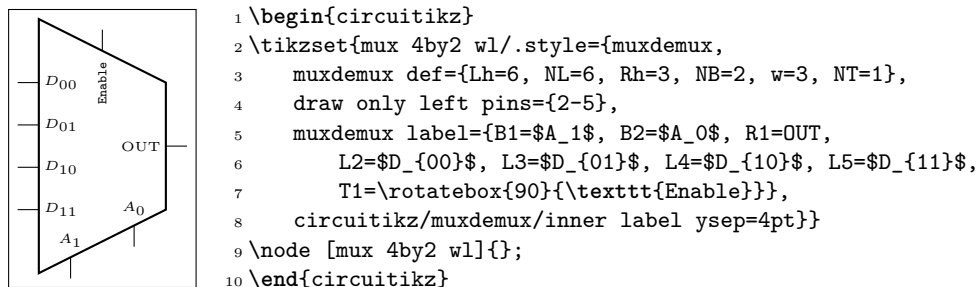 D00
Enable
D01
OUT
D10
D11
A0
A1
1 \begin{circuitikz}
2 \tikzset{mux 4by2 wl/.style={muxdemux,
3 muxdemux def={Lh=6, NL=6, Rh=3, NB=2, w=3, NT=1},
4 draw only left pins={2-5},
5 muxdemux label={B1=$A_1$, B2=$A_0$, R1=OUT,
6 L2=$D_{00}$, L3=$D_{01}$, L4=$D_{10}$, L5=$D_{11}$,
7 T1=\rotatebox{90}{\texttt{Enable}}},
8 circuitikz/muxdemux/inner label ysep=4pt}}
9 \node [mux 4by2 wl]{};
10 \end{circuitikz}